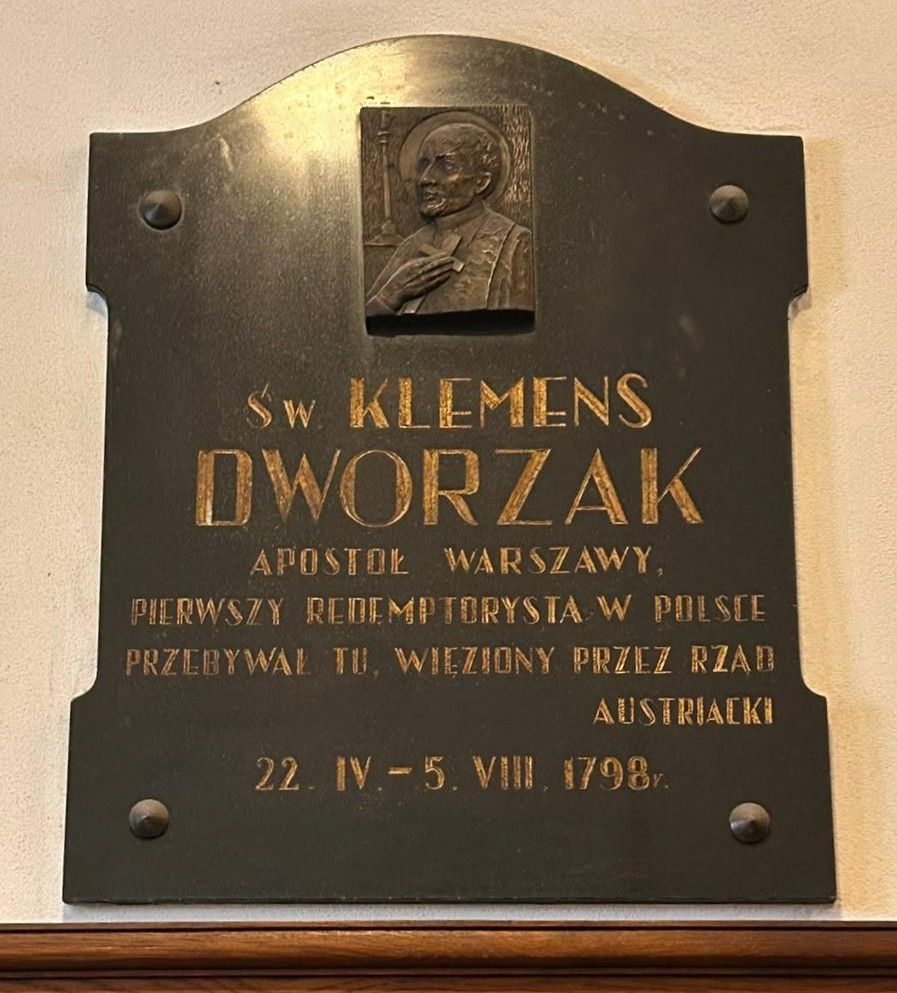 Św KLEMENS
DWORZAK
APOSTOŁ WARSZAWY,
PIERWSZY REDEMPTORYSTA W POLSCE
PRZEBYWAŁ TU, WIĘZIONY PRZEZ RZĄD
AUSTRIACKI
22. IV.-5. VIII. 1798r.